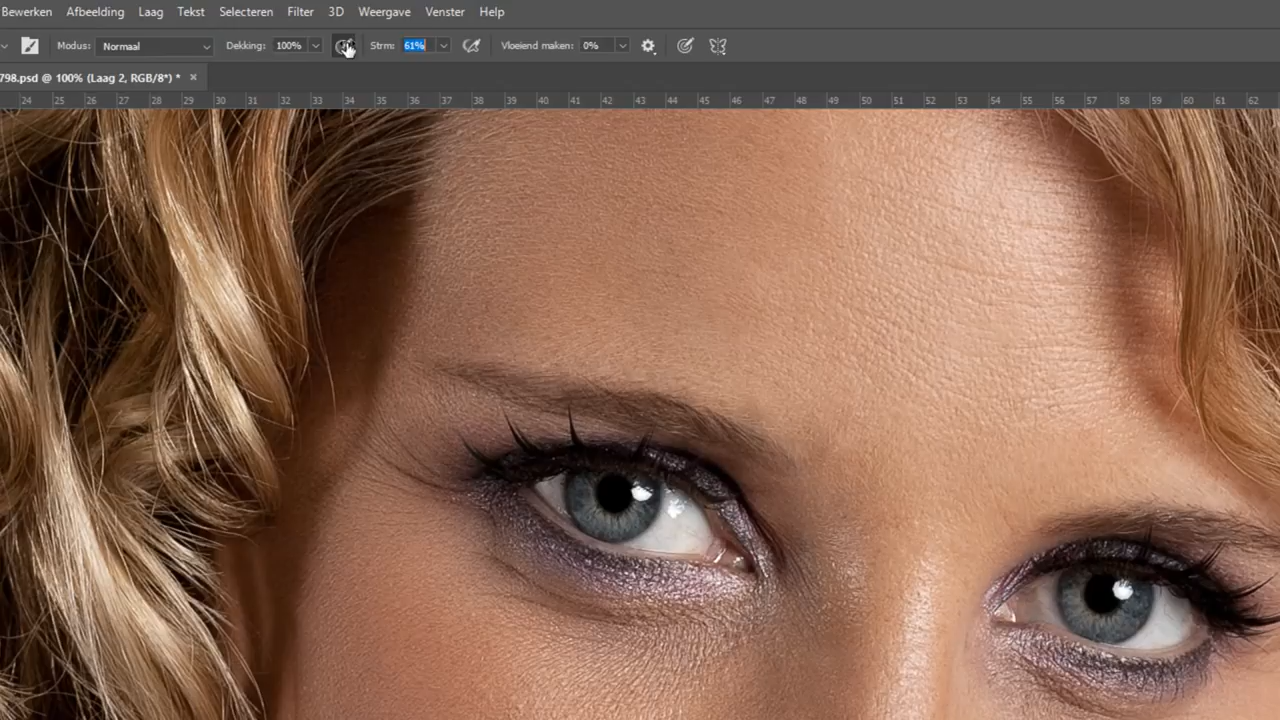 Bewerken Afbeelding Laag Tekst Selecteren Filter 3D Weergave Venster Help
Modus: Normaal Dekking: 100% Strm: 61% Vloeiend maken: 0%
798.psd @ 100% (Laag 2, RGB/8*) * ×
24 25 26 27 28 29 30 31 32 33 34 35 36 37 38 39 40 41 42 43 44 45 46 47 48 49 50 51 52 53 54 55 56 57 58 59 60 61 62